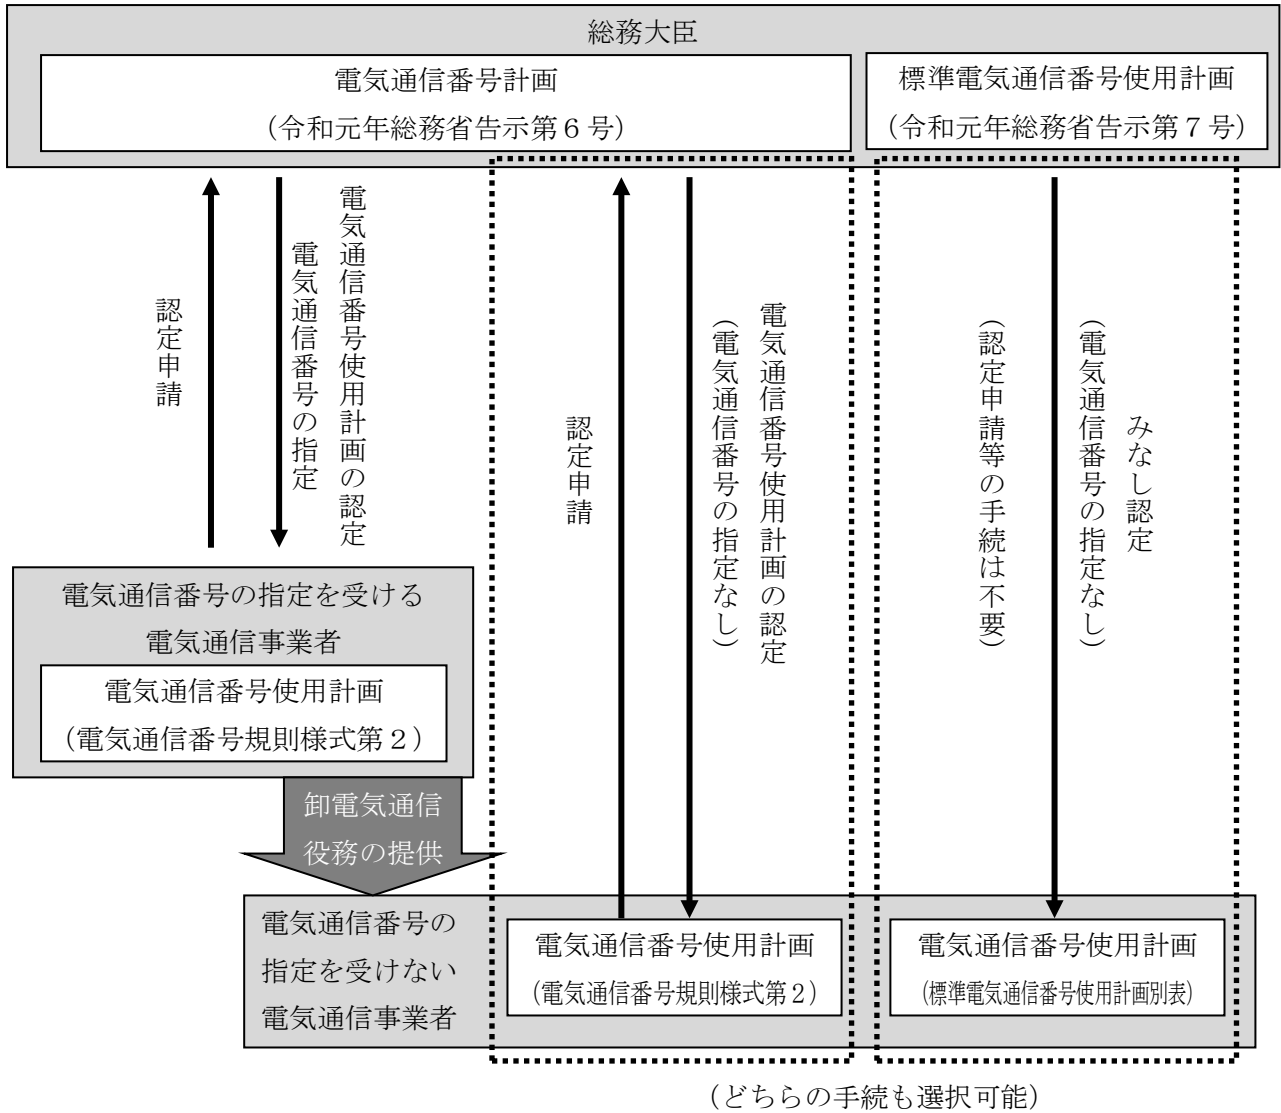 総務大臣
電気通信番号計画
（令和元年総務省告示第６号）
標準電気通信番号使用計画
（令和元年総務省告示第７号）
認定申請
電気通信番号使用計画の認定
電気通信番号の指定
認定申請
電気通信番号使用計画の認定
（電気通信番号の指定なし）
みなし認定
（電気通信番号の指定なし）
（認定申請等の手続は不要）
電気通信番号の指定を受ける
電気通信事業者
電気通信番号使用計画
（電気通信番号規則様式第２）
卸電気通信
役務の提供
電気通信番号の
指定を受けない
電気通信事業者
電気通信番号使用計画
（電気通信番号規則様式第２）
電気通信番号使用計画
（標準電気通信番号使用計画別表）
（どちらの手続も選択可能）